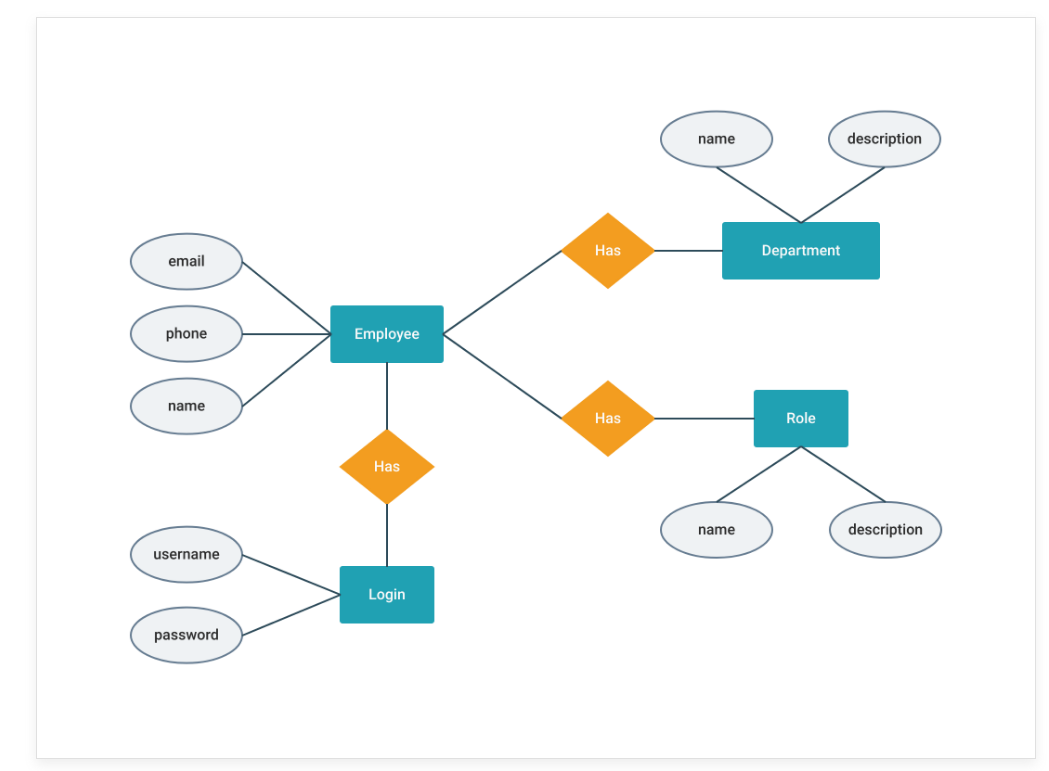 name
description
Has
Department
email
phone
Employee
name
Has
Role
Has
name
description
username
Login
password